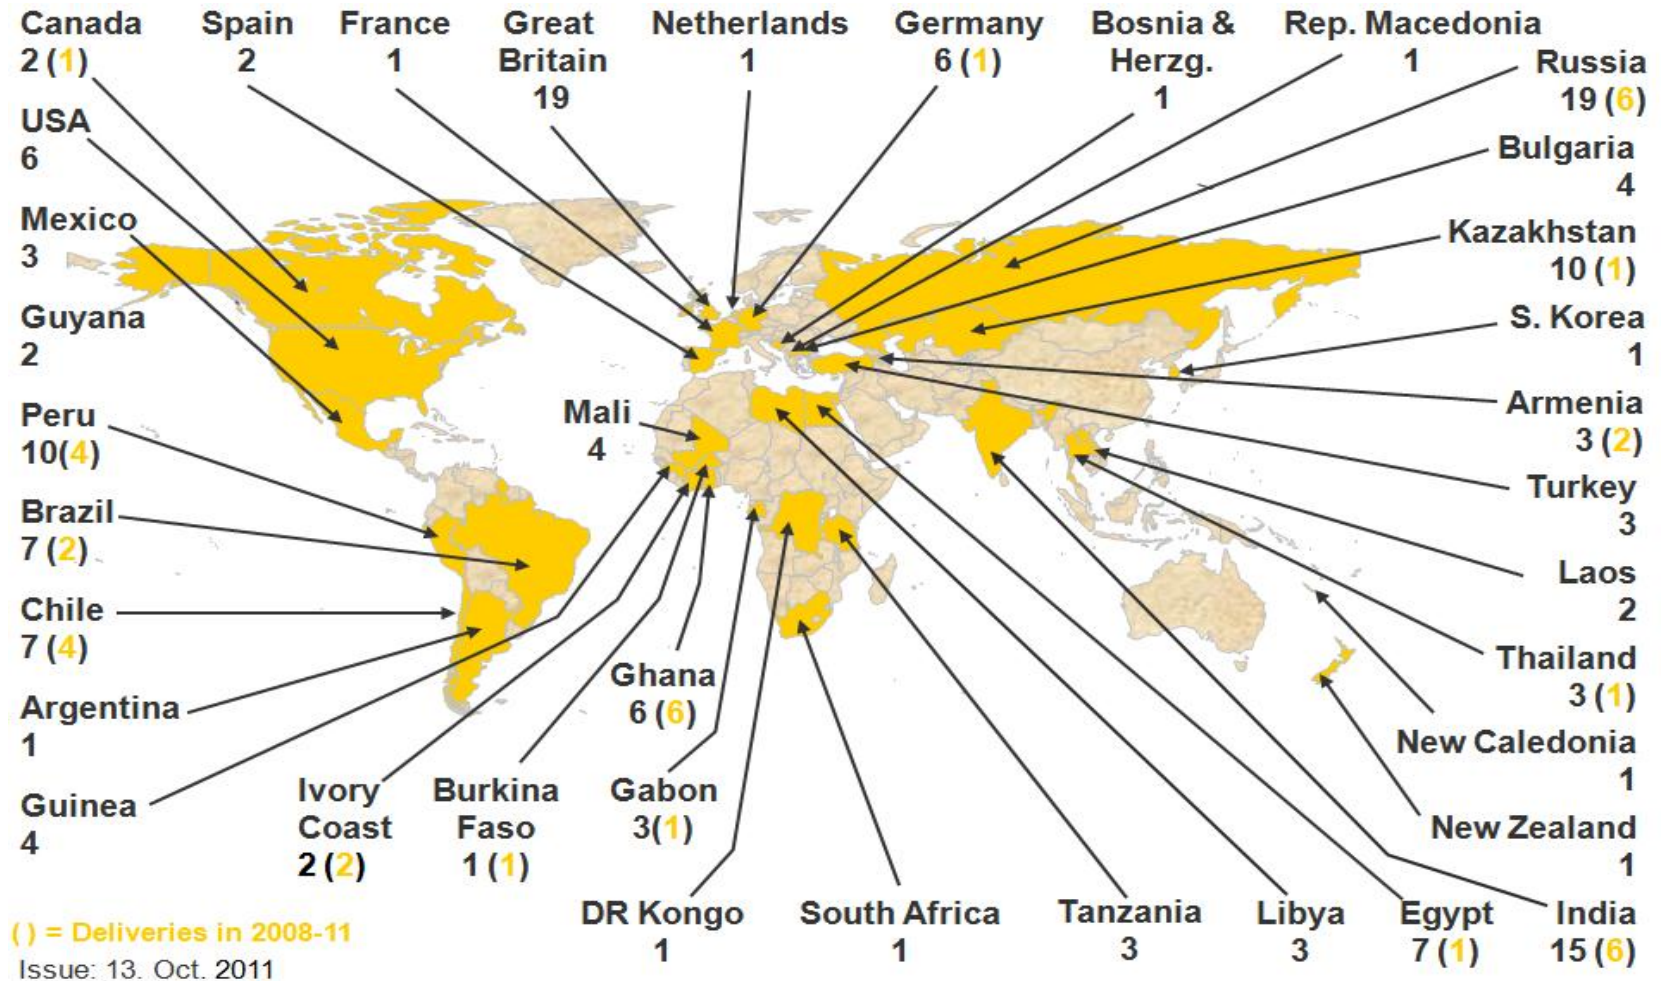 Canada
2 (1)
Spain
2
France
1
Great
Britain
19
Netherlands
1
Germany
6 (1)
Bosnia &
Herzg.
1
Rep. Macedonia
1
Russia
19 (6)
USA
6
Bulgaria
4
Mexico
3
Kazakhstan
10 (1)
Guyana
2
S. Korea
1
Peru
10(4)
Mali
4
Armenia
3 (2)
Brazil
7 (2)
Turkey
3
Chile
7 (4)
Laos
2
Ghana
6 (6)
Thailand
3 (1)
Argentina
1
New Caledonia
1
Guinea
4
Ivory
Coast
2 (2)
Burkina
Faso
1 (1)
Gabon
3(1)
New Zealand
1
DR Kongo
1
South Africa
1
Tanzania
3
Libya
3
Egypt
7 (1)
India
15 (6)
( ) = Deliveries in 2008-11
Issue: 13. Oct. 2011